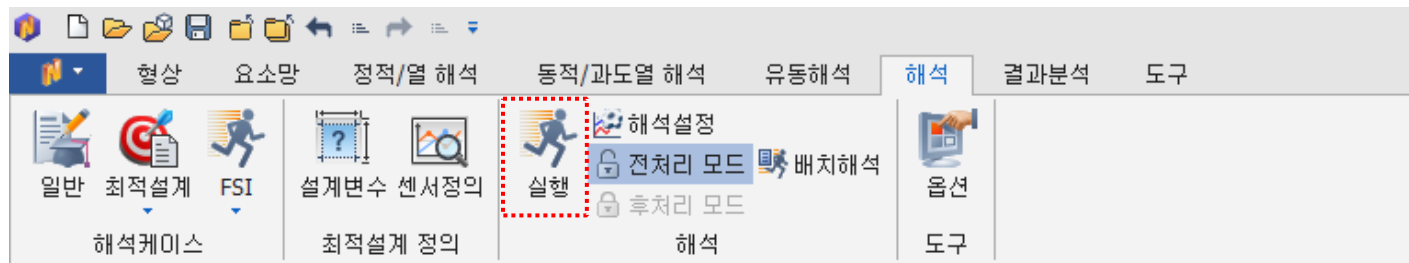 형상 요소망 정적/열 해석 동적/과도열 해석 유동해석 해석 결과분석 도구
일반 최적설계 FSI
해석케이스
?
설계변수 센서정의
최적설계 정의
실행
해석설정
전처리 모드
후처리 모드
배치해석
해석
옵션
도구